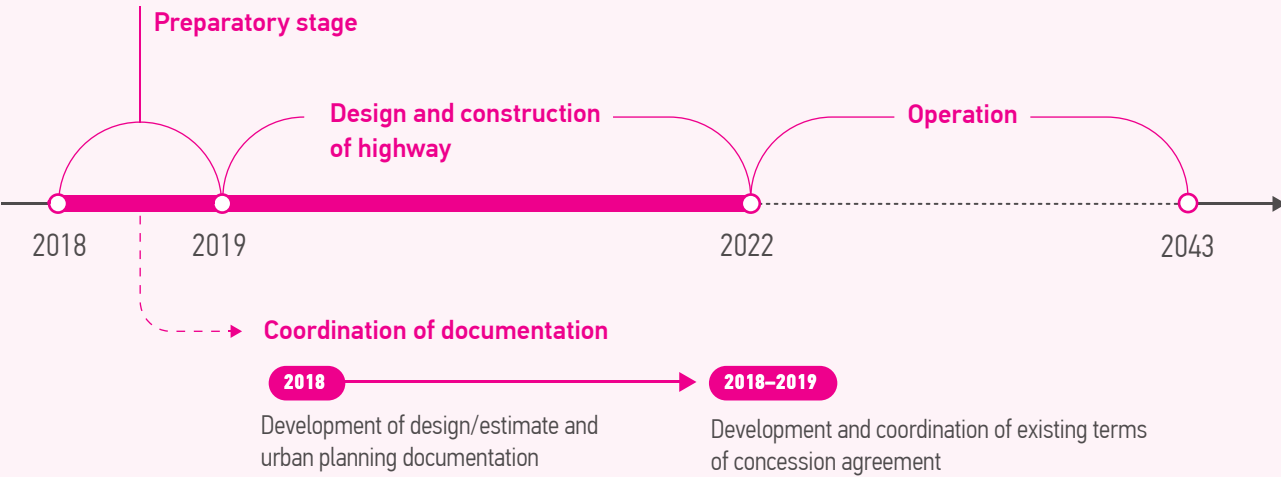 Preparatory stage
Design and construction
of highway
Operation
2018
2019
2022
2043
Coordination of documentation
2018
2018–2019
Development of design/estimate and
urban planning documentation
Development and coordination of existing terms
of concession agreement